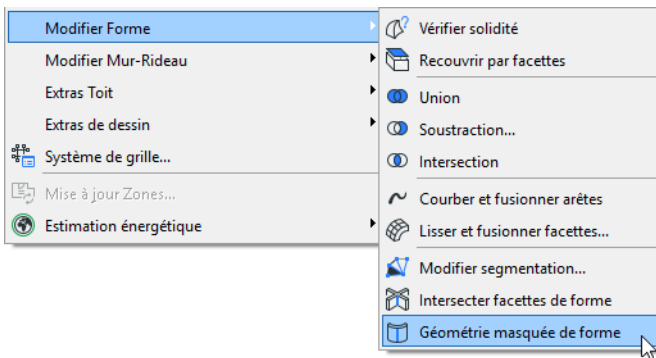 Modifier Forme
Modifier Mur-Rideau
Extras Toit
Extras de dessin
Système de grille...
Mise à jour Zones...
Estimation énergétique
Vérifier solidité
Recouvrir par facettes
Union
Soustraction...
Intersection
Courber et fusionner arêtes
Lisser et fusionner facettes...
Modifier segmentation...
Intersecter facettes de forme
Géométrie masquée de forme